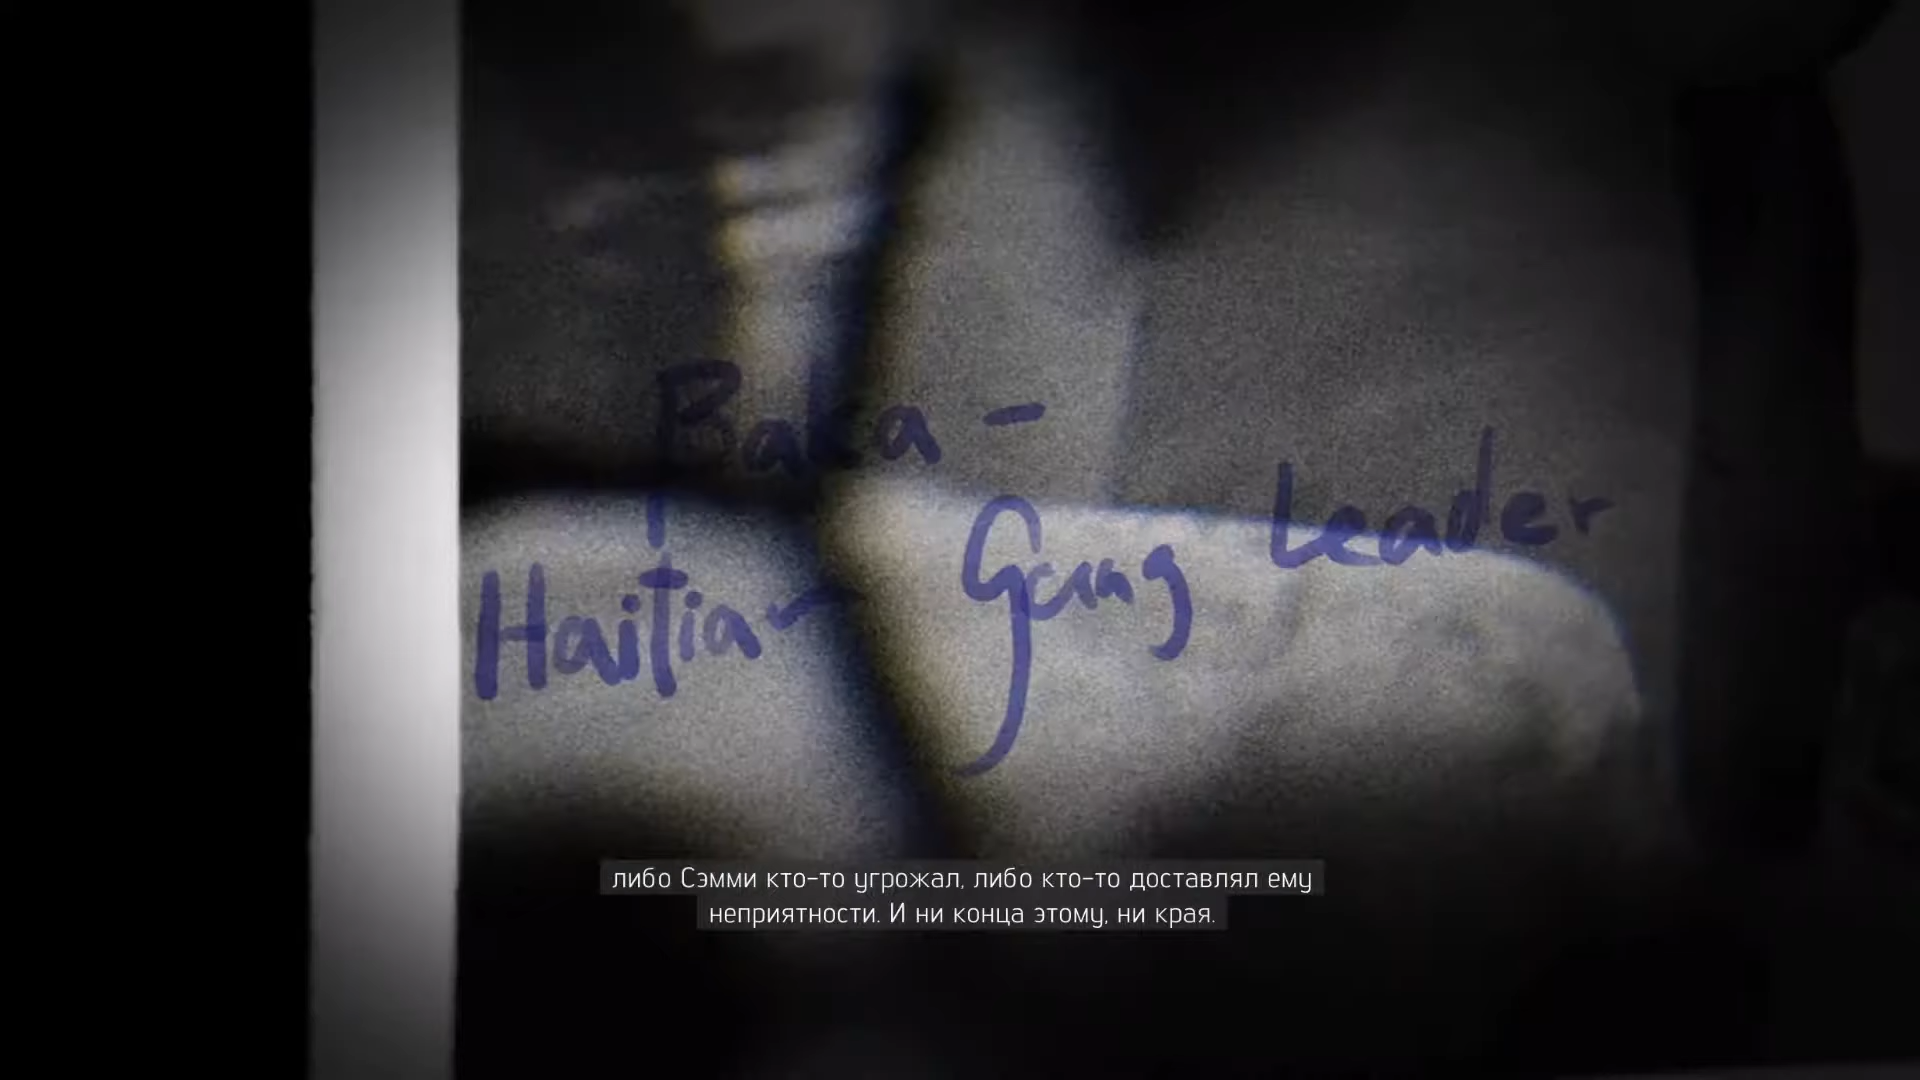 Baka -
Haitian Gang Leader
либо Сэмми кто-то угрожал, либо кто-то доставлял ему
неприятности. И ни конца этому, ни края.